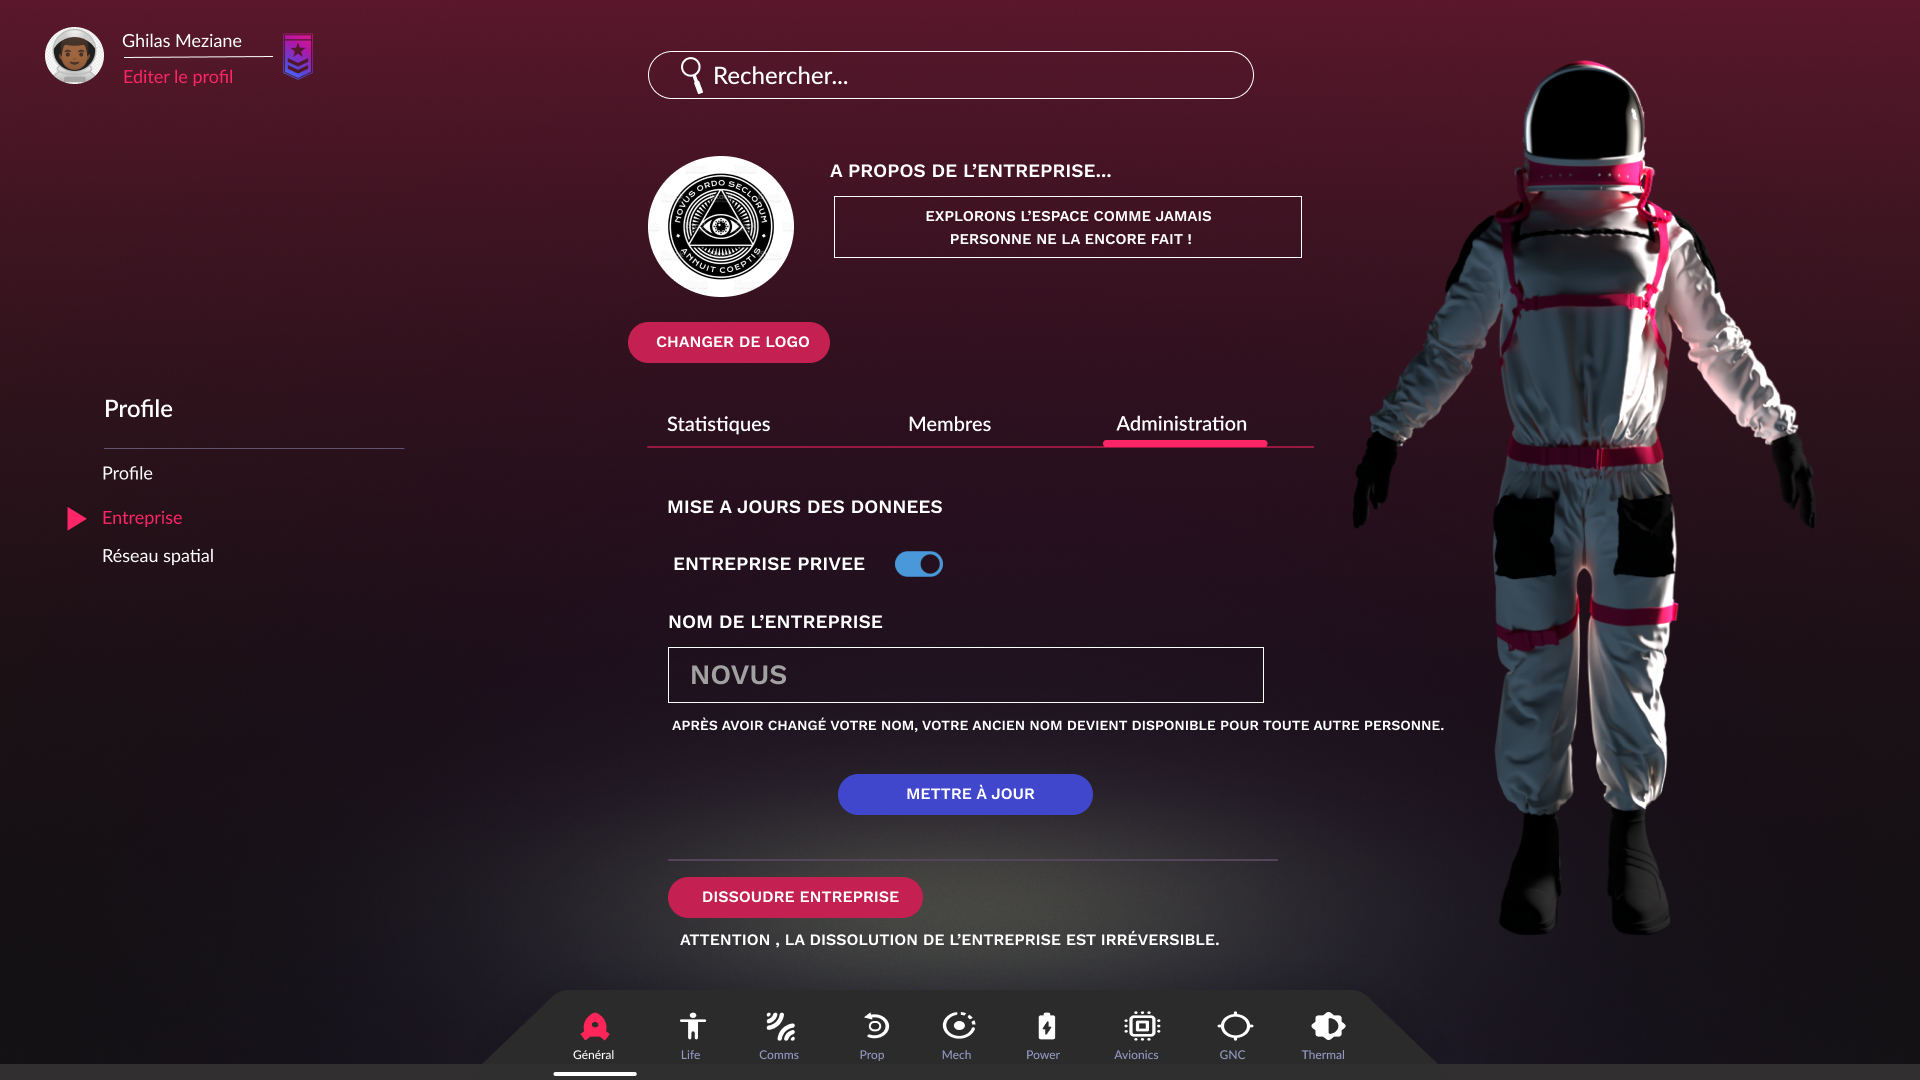 Ghilas Meziane
Editer le profil
Rechercher...
NOVUS ORDO SECLORUM
ANNUIT COEPTIS
A PROPOS DE L'ENTREPRISE...
EXPLORONS L'ESPACE COMME JAMAIS
PERSONNE NE LA ENCORE FAIT !
CHANGER DE LOGO
Profile
Profile
Entreprise
Réseau spatial
Statistiques
Membres
Administration
MISE A JOURS DES DONNEES
ENTREPRISE PRIVEE
NOM DE L'ENTREPRISE
NOVUS
APRÈS AVOIR CHANGÉ VOTRE NOM, VOTRE ANCIEN NOM DEVIENT DISPONIBLE POUR TOUTE AUTRE PERSONNE.
METTRE À JOUR
DISSOUDRE ENTREPRISE
ATTENTION , LA DISSOLUTION DE L'ENTREPRISE EST IRRÉVERSIBLE.
Général
Life
Comms
Prop
Mech
Power
Avionics
GNC
Thermal